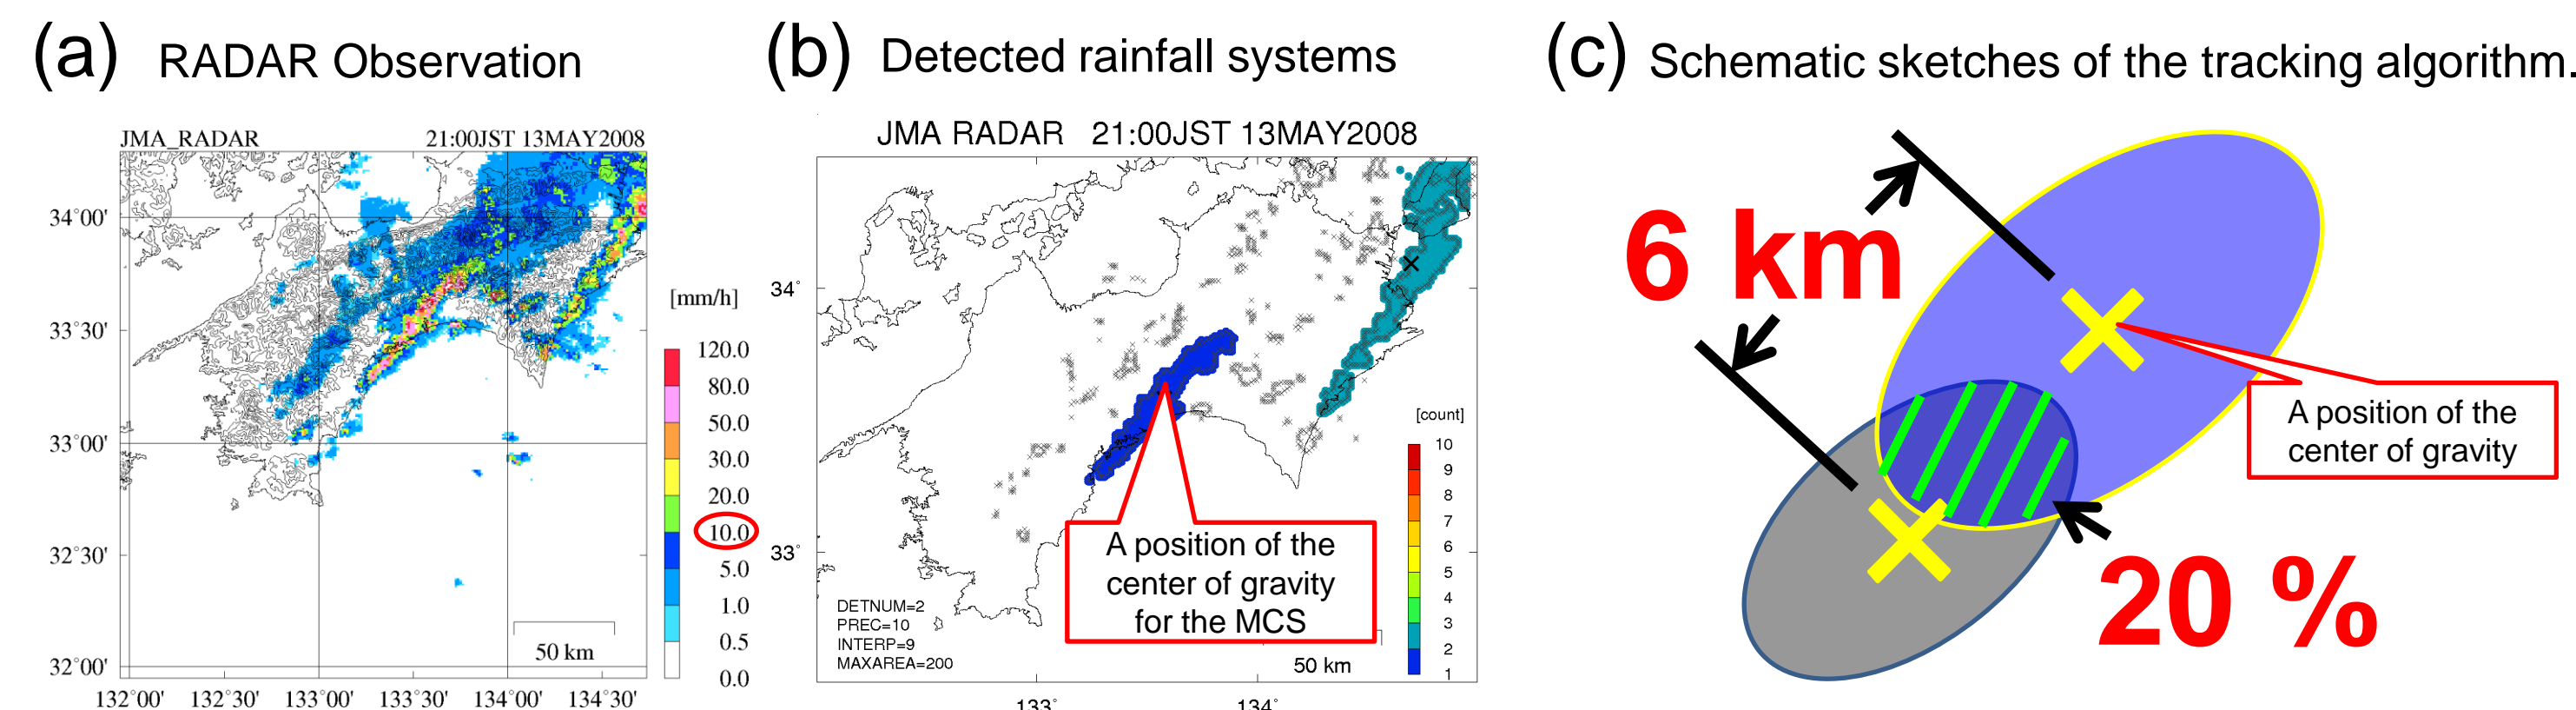 (a) RADAR Observation
JMA_RADAR 21:00JST 13MAY2008
34°00'
33°30'
33°00'
32°30'
32°00'
132°00' 132°30' 133°00' 133°30' 134°00' 134°30'
50 km
[mm/h]
120.0
80.0
50.0
30.0
20.0
10.0
5.0
1.0
0.5
0.0
(b) Detected rainfall systems
JMA RADAR 21:00JST 13MAY2008
34°
33°
133° 134°
A position of the
center of gravity
for the MCS
DETNUM=2
PREC=10
INTERP=9
MAXAREA=200
50 km
[count]
10
9
8
7
6
5
4
3
2
1
(c) Schematic sketches of the tracking algorithm.
6 km
A position of the
center of gravity
20 %